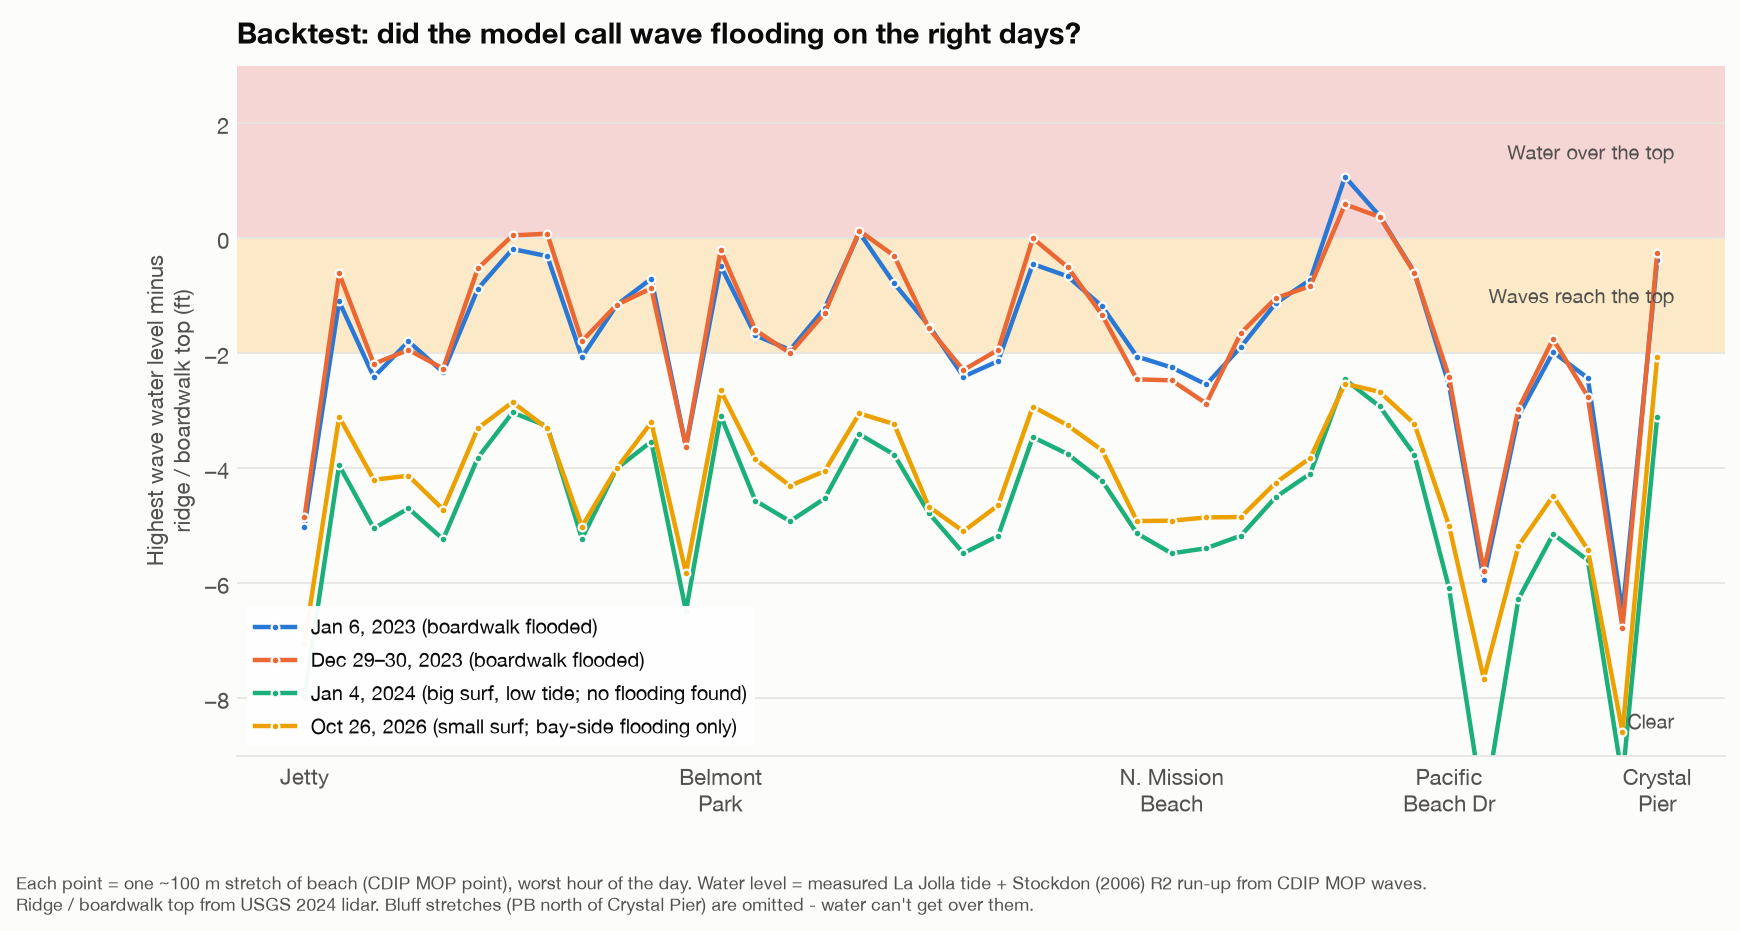 Backtest: did the model call wave flooding on the right days?
Highest wave water level minus
ridge / boardwalk top (ft)
2
0
−2
−4
−6
−8
Water over the top
Waves reach the top
Clear
Jan 6, 2023 (boardwalk flooded)
Dec 29–30, 2023 (boardwalk flooded)
Jan 4, 2024 (big surf, low tide; no flooding found)
Oct 26, 2026 (small surf; bay-side flooding only)
Jetty
Belmont
Park
N. Mission
Beach
Pacific
Beach Dr
Crystal
Pier
Each point = one ~100 m stretch of beach (CDIP MOP point), worst hour of the day. Water level = measured La Jolla tide + Stockdon (2006) R2 run-up from CDIP MOP waves.
Ridge / boardwalk top from USGS 2024 lidar. Bluff stretches (PB north of Crystal Pier) are omitted - water can't get over them.